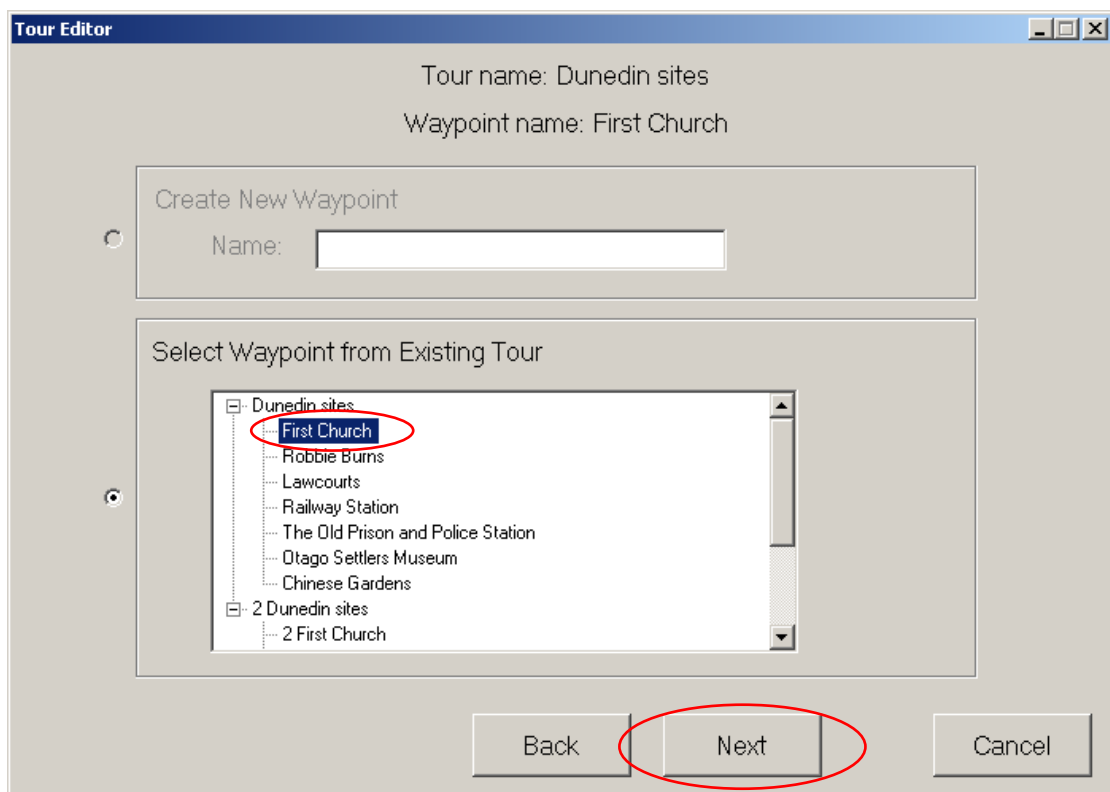 Tour Editor
Tour name: Dunedin sites
Waypoint name: First Church
Create New Waypoint
Name:
Select Waypoint from Existing Tour
Dunedin sites
First Church
Robbie Burns
Lawcourts
Railway Station
The Old Prison and Police Station
Otago Settlers Museum
Chinese Gardens
2 Dunedin sites
2 First Church
Back Next Cancel